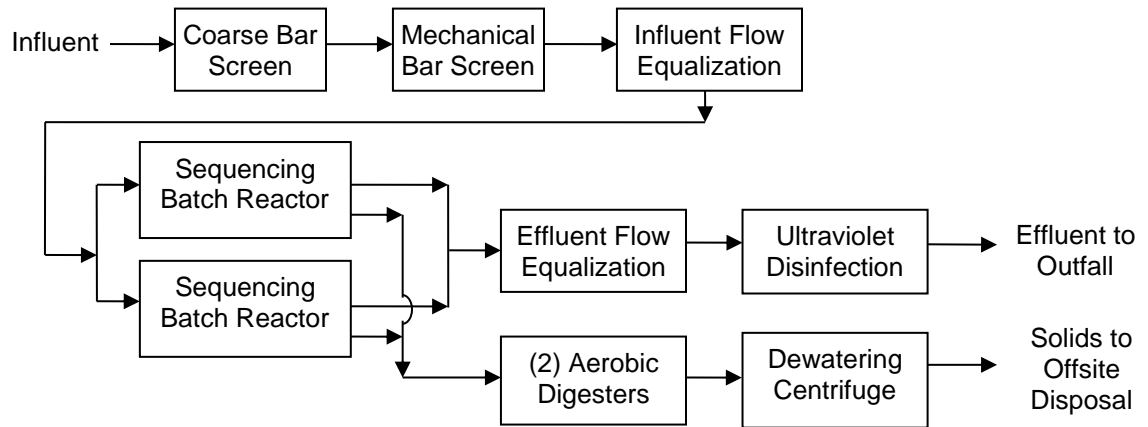 Influent
Coarse Bar
Screen
Mechanical
Bar Screen
Influent Flow
Equalization
Sequencing
Batch Reactor
Sequencing
Batch Reactor
Effluent Flow
Equalization
Ultraviolet
Disinfection
Effluent to
Outfall
(2) Aerobic
Digesters
Dewatering
Centrifuge
Solids to
Offsite
Disposal